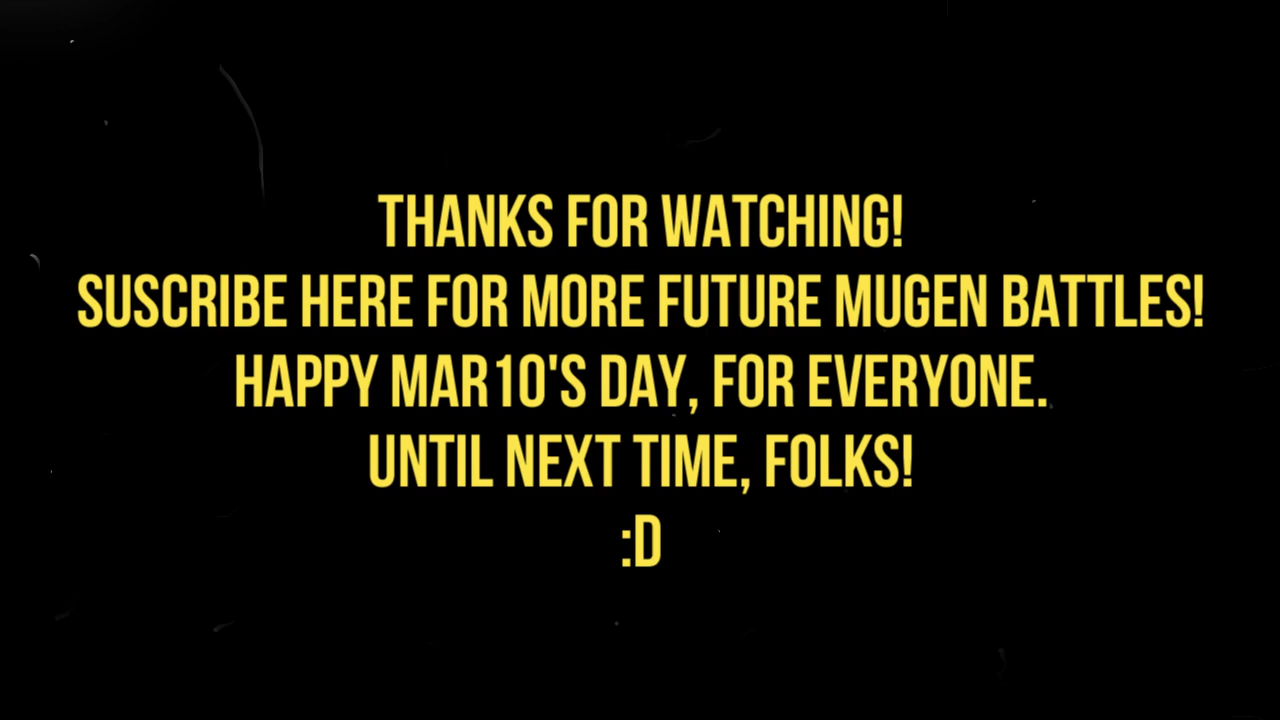 THANKS FOR WATCHING!
SUSCRIBE HERE FOR MORE FUTURE MUGEN BATTLES!
HAPPY MAR10'S DAY, FOR EVERYONE.
UNTIL NEXT TIME, FOLKS!
:D